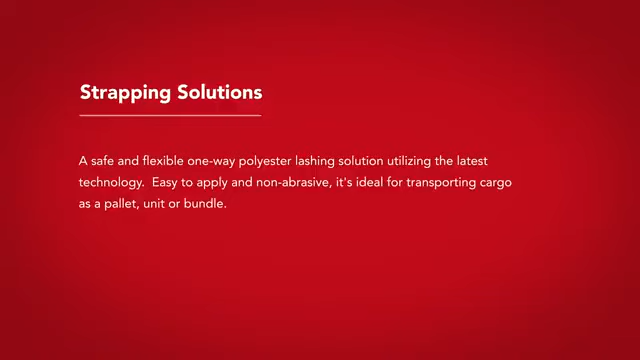 Strapping Solutions
A safe and flexible one-way polyester lashing solution utilizing the latest
technology.  Easy to apply and non-abrasive, it's ideal for transporting cargo
as a pallet, unit or bundle.